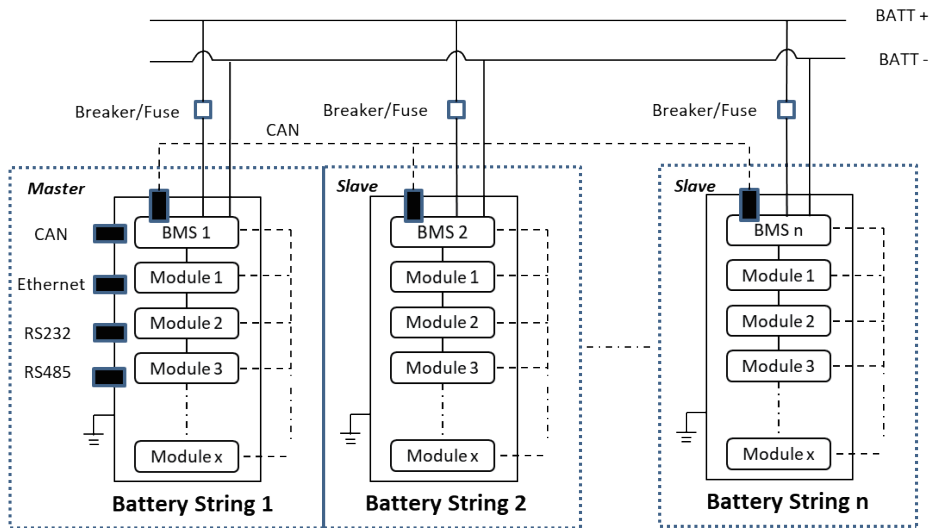 BATT +
BATT -
Breaker/Fuse
Breaker/Fuse
Breaker/Fuse
CAN
Master
CAN
Ethernet
RS232
RS485
BMS 1
Module 1
Module 2
Module 3
Module x
Battery String 1
Slave
BMS 2
Module 1
Module 2
Module 3
Module x
Battery String 2
Slave
BMS n
Module 1
Module 2
Module 3
Module x
Battery String n